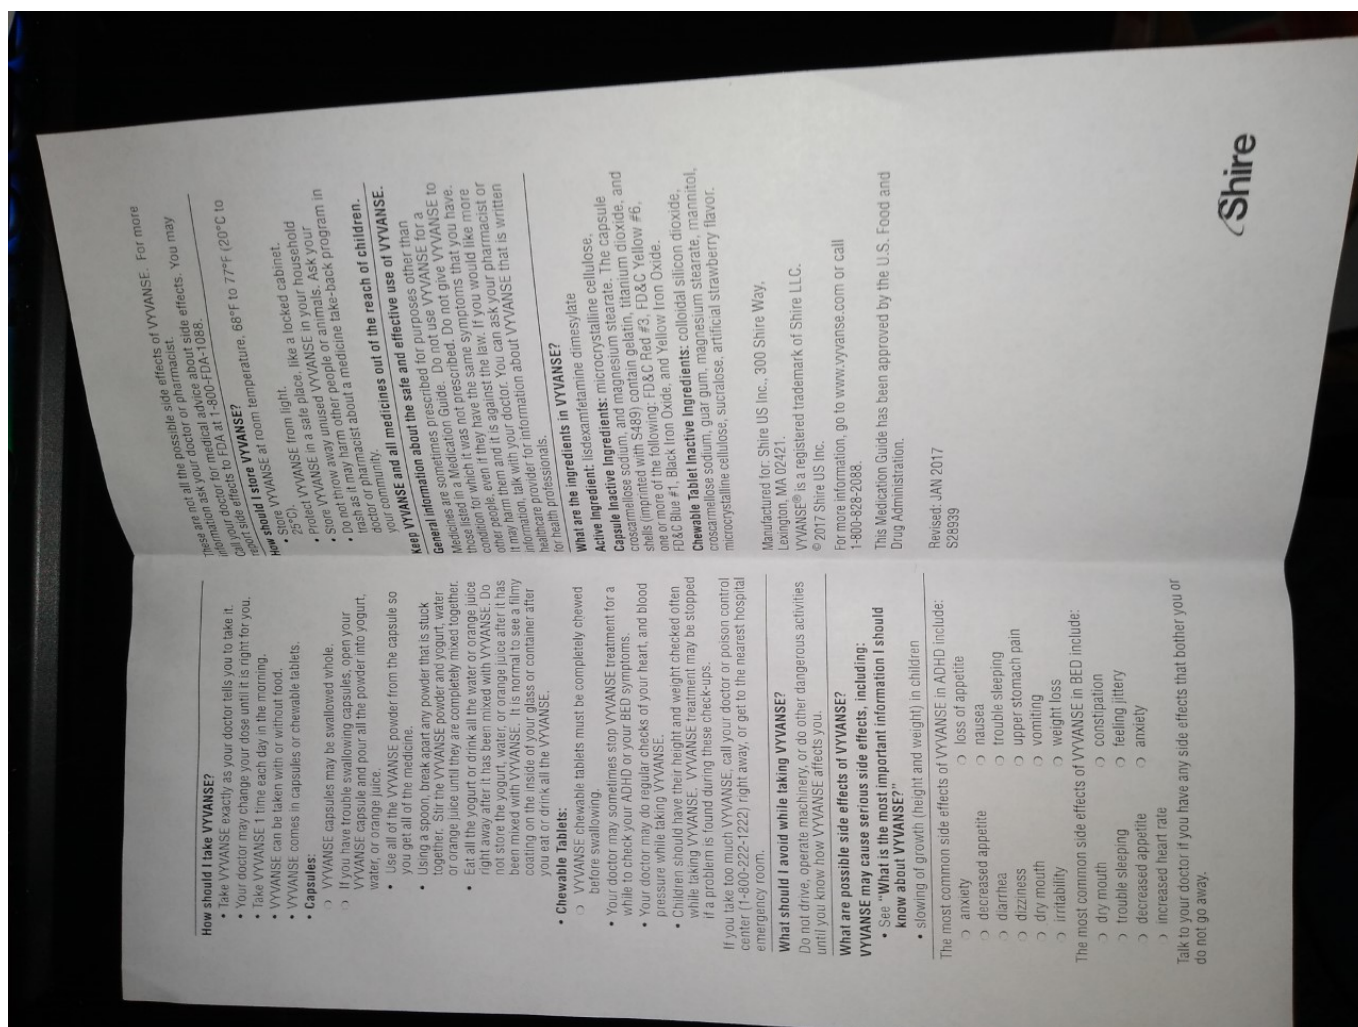 How should I take VYVANSE?
• Take VYVANSE exactly as your doctor tells you to take it.
• Your doctor may change your dose until it is right for you.
• Take VYVANSE 1 time each day in the morning.
• VYVANSE can be taken with or without food.
• VYVANSE comes in capsules or chewable tablets.
• Capsules:
○ VYVANSE capsules may be swallowed whole.
○ If you have trouble swallowing capsules, open your
VYVANSE capsule and pour all the powder into yogurt,
water, or orange juice.
• Use all of the VYVANSE powder from the capsule so
you get all of the medicine.
• Using a spoon, break apart any powder that is stuck
together. Stir the VYVANSE powder and yogurt, water
or orange juice until they are completely mixed together.
• Eat all the yogurt or drink all the water or orange juice
right away after it has been mixed with VYVANSE. Do
not store the yogurt, water, or orange juice after it has
been mixed with VYVANSE. It is normal to see a filmy
coating on the inside of your glass or container after
you eat or drink all the VYVANSE.
• Chewable Tablets:
○ VYVANSE chewable tablets must be completely chewed
before swallowing.
• Your doctor may sometimes stop VYVANSE treatment for a
while to check your ADHD or your BED symptoms.
• Your doctor may do regular checks of your heart, and blood
pressure while taking VYVANSE.
• Children should have their height and weight checked often
while taking VYVANSE. VYVANSE treatment may be stopped
if a problem is found during these check-ups.
If you take too much VYVANSE, call your doctor or poison control
center (1-800-222-1222) right away, or get to the nearest hospital
emergency room.
What should I avoid while taking VYVANSE?
Do not drive, operate machinery, or do other dangerous activities
until you know how VYVANSE affects you.
What are possible side effects of VYVANSE?
VYVANSE may cause serious side effects, including:
• See "What is the most important information I should
know about VYVANSE?"
• slowing of growth (height and weight) in children
The most common side effects of VYVANSE in ADHD include:
○ anxiety ○ loss of appetite
○ decreased appetite ○ nausea
○ diarrhea ○ trouble sleeping
○ dizziness ○ upper stomach pain
○ dry mouth ○ vomiting
○ irritability ○ weight loss
The most common side effects of VYVANSE in BED include:
○ dry mouth ○ constipation
○ trouble sleeping ○ feeling jittery
○ decreased appetite ○ anxiety
○ increased heart rate
Talk to your doctor if you have any side effects that bother you or
do not go away.
These are not all the possible side effects of VYVANSE. For more
information ask your doctor or pharmacist.
Call your doctor for medical advice about side effects. You may
report side effects to FDA at 1-800-FDA-1088.
How should I store VYVANSE?
• Store VYVANSE at room temperature, 68°F to 77°F (20°C to
25°C).
• Protect VYVANSE from light.
• Store VYVANSE in a safe place, like a locked cabinet.
• Do not throw away unused VYVANSE in your household
trash as it may harm other people or animals. Ask your
doctor or pharmacist about a medicine take-back program in
your community.
Keep VYVANSE and all medicines out of the reach of children.
General information about the safe and effective use of VYVANSE.
Medicines are sometimes prescribed for purposes other than
those listed in a Medication Guide. Do not use VYVANSE for a
condition for which it was not prescribed. Do not give VYVANSE to
other people, even if they have the same symptoms that you have.
It may harm them and it is against the law. If you would like more
information, talk with your doctor. You can ask your pharmacist or
healthcare provider for information about VYVANSE that is written
for health professionals.
What are the ingredients in VYVANSE?
Active Ingredient: lisdexamfetamine dimesylate
Capsule Inactive Ingredients: microcrystalline cellulose,
croscarmellose sodium, and magnesium stearate. The capsule
shells (imprinted with S489) contain gelatin, titanium dioxide, and
one or more of the following: FD&C Red #3, FD&C Yellow #6,
FD&C Blue #1, Black Iron Oxide, and Yellow Iron Oxide.
Chewable Tablet Inactive Ingredients: colloidal silicon dioxide,
croscarmellose sodium, guar gum, magnesium stearate, mannitol,
microcrystalline cellulose, sucralose, artificial strawberry flavor.
Manufactured for: Shire US Inc., 300 Shire Way,
Lexington, MA 02421.
VYVANSE® is a registered trademark of Shire LLC.
© 2017 Shire US Inc.
For more information, go to www.vyvanse.com or call
1-800-828-2088.
This Medication Guide has been approved by the U.S. Food and
Drug Administration.
Revised: JAN 2017
S28939
Shire